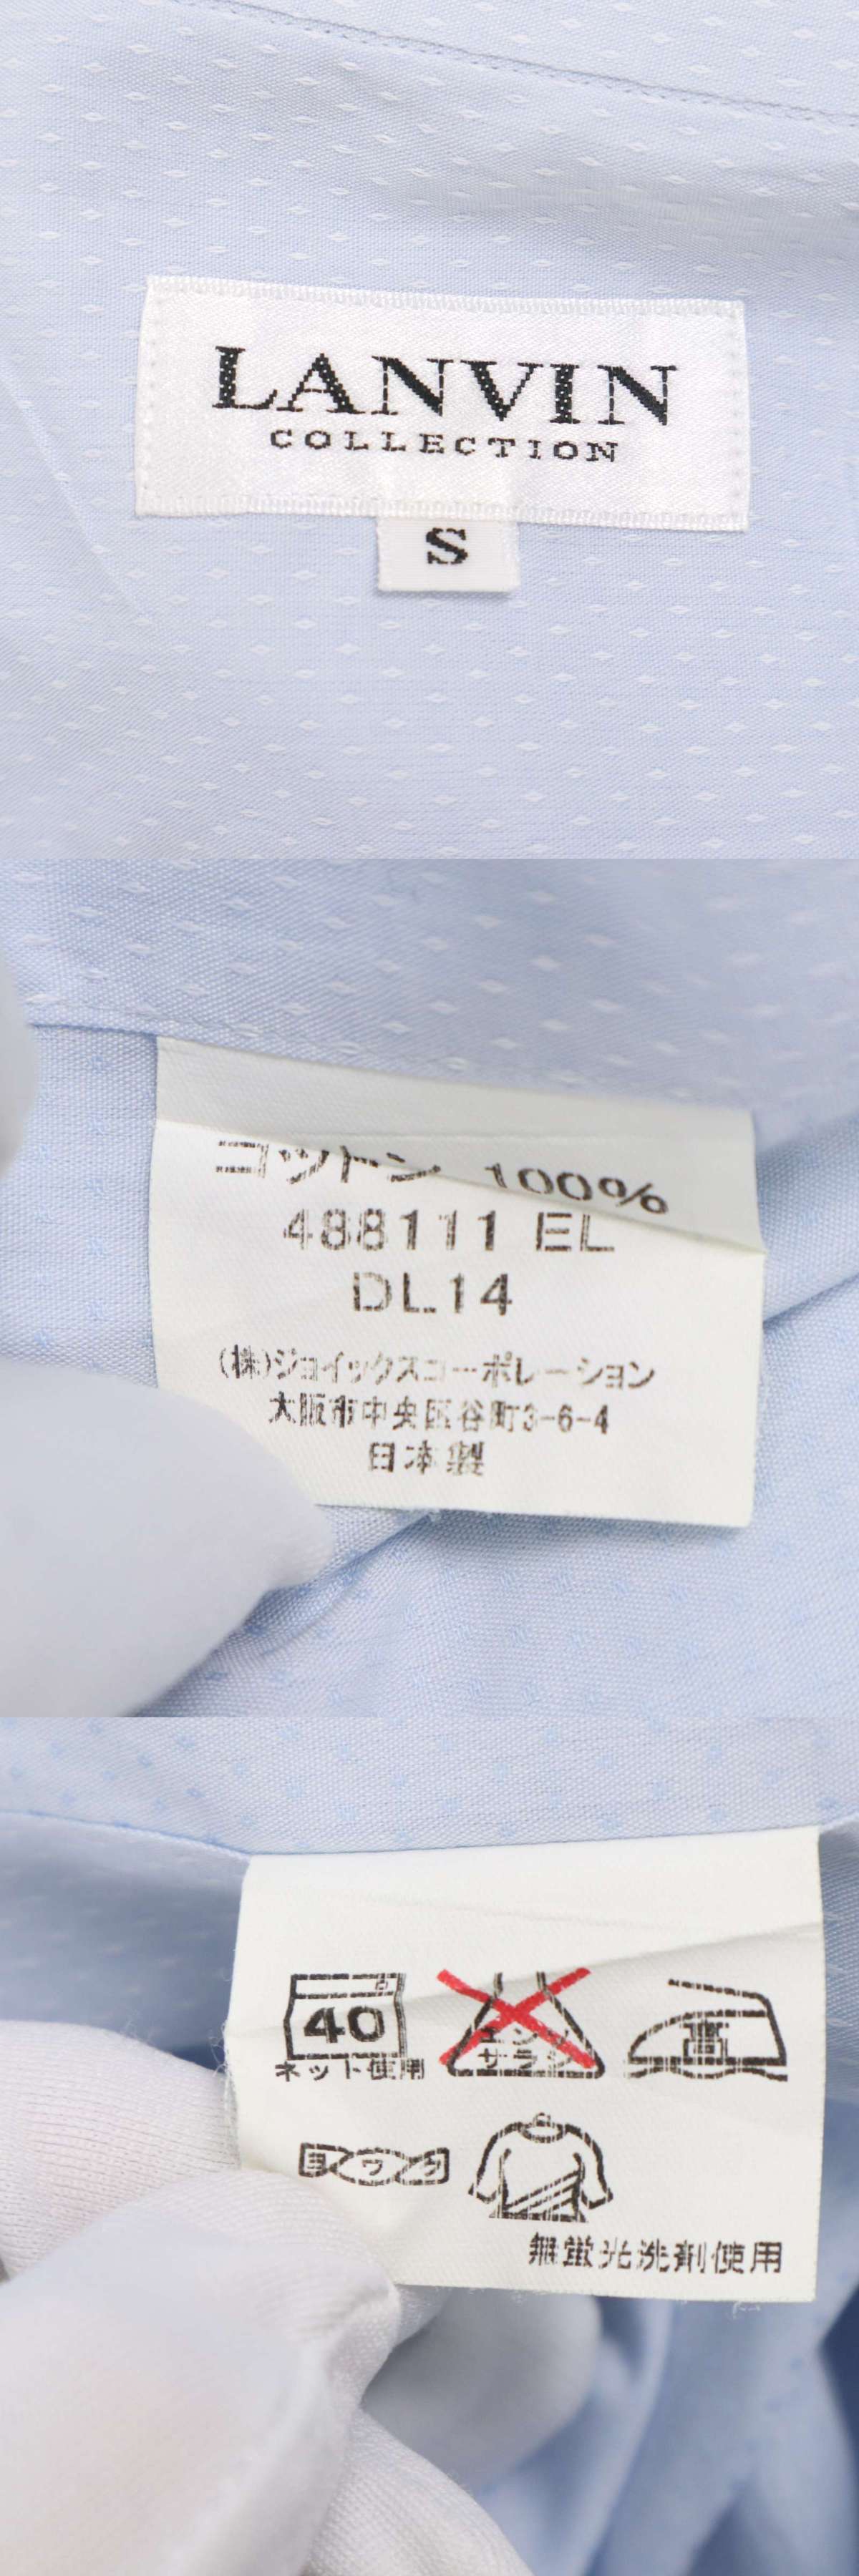 LANVIN
COLLECTION
S
コットン 100%
488111 EL
DL14
(株)ジョイックスコーポレーション
大阪市中央区谷町3-6-4
日本製
40
ネット使用
エンソ
サラシ
高
ヨワク
無蛍光洗剤使用